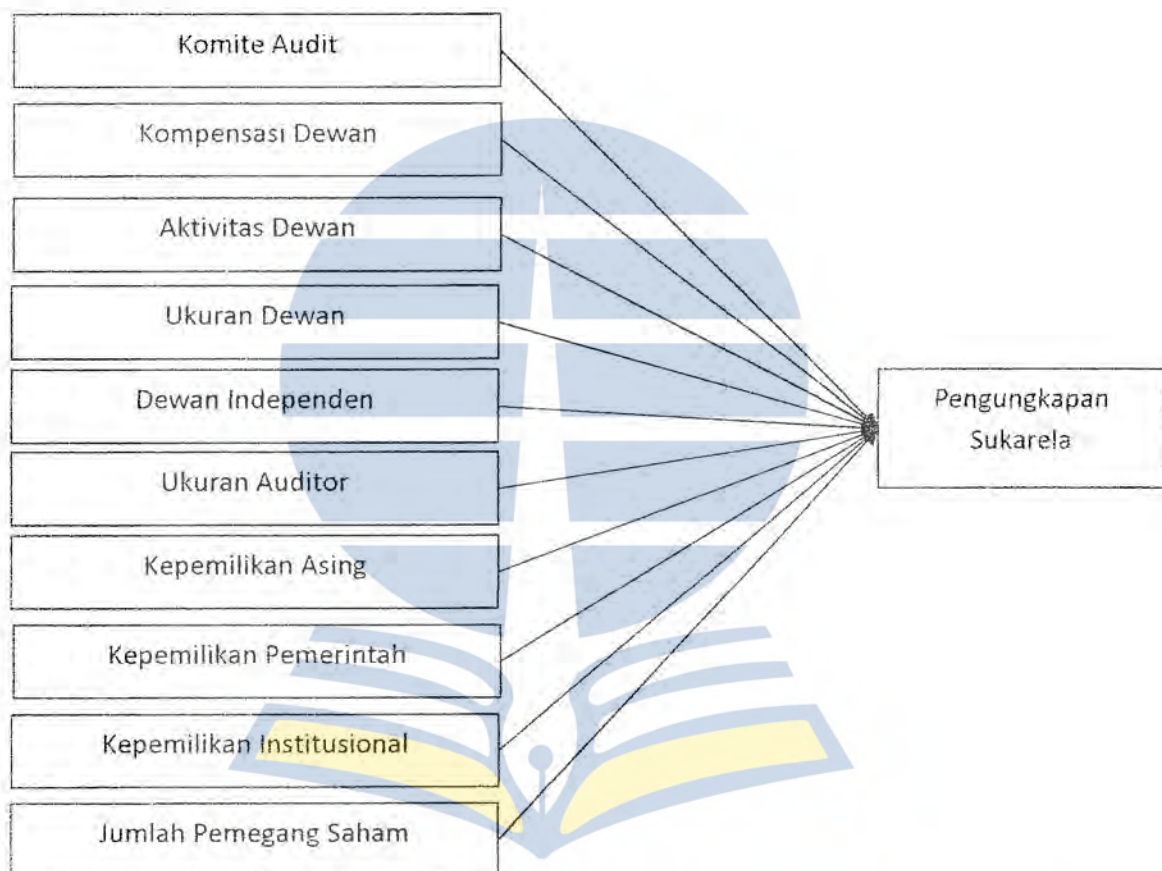 Komite Audit
Kompensasi Dewan
Aktivitas Dewan
Ukuran Dewan
Dewan Independen
Ukuran Auditor
Kepemilikan Asing
Kepemilikan Pemerintah
Kepemilikan Institusional
Jumlah Pemegang Saham
Pengungkapan
Sukarela